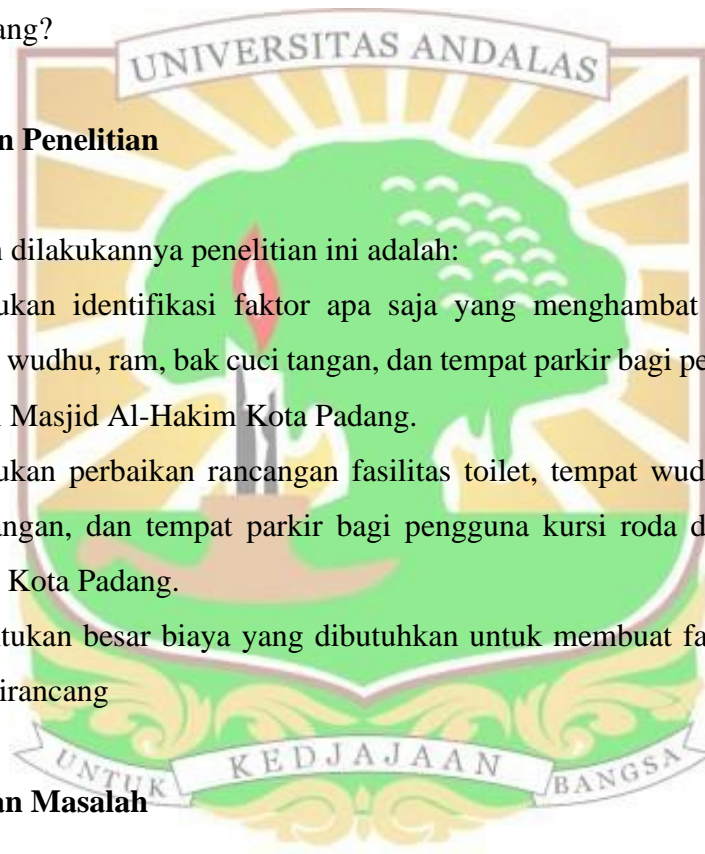 ang?
UNIVERSITAS ANDALAS
n Penelitian
n dilakukannya penelitian ini adalah:
ukan identifikasi faktor apa saja yang menghambat
wudhu, ram, bak cuci tangan, dan tempat parkir bagi pe
Masjid Al-Hakim Kota Padang.
ukan perbaikan rancangan fasilitas toilet, tempat wud
angan, dan tempat parkir bagi pengguna kursi roda d
Kota Padang.
tukan besar biaya yang dibutuhkan untuk membuat fa
irancang
UNTUK KEDJAJAAN BANGSA
an Masalah